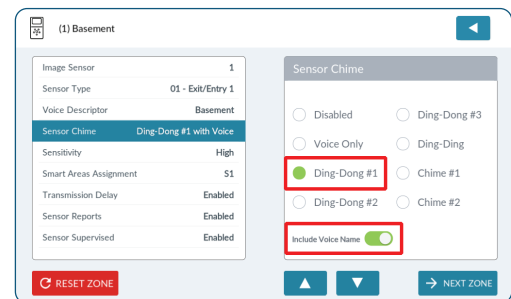 (1) Basement
Image Sensor 1
Sensor Type 01 - Exit/Entry 1
Voice Descriptor Basement
Sensor Chime Ding-Dong #1 with Voice
Sensitivity High
Smart Areas Assignment S1
Transmission Delay Enabled
Sensor Reports Enabled
Sensor Supervised Enabled
Sensor Chime
Disabled Ding-Dong #3
Voice Only Ding-Ding
Ding-Dong #1 Chime #1
Ding-Dong #2 Chime #2
Include Voice Name
RESET ZONE
NEXT ZONE